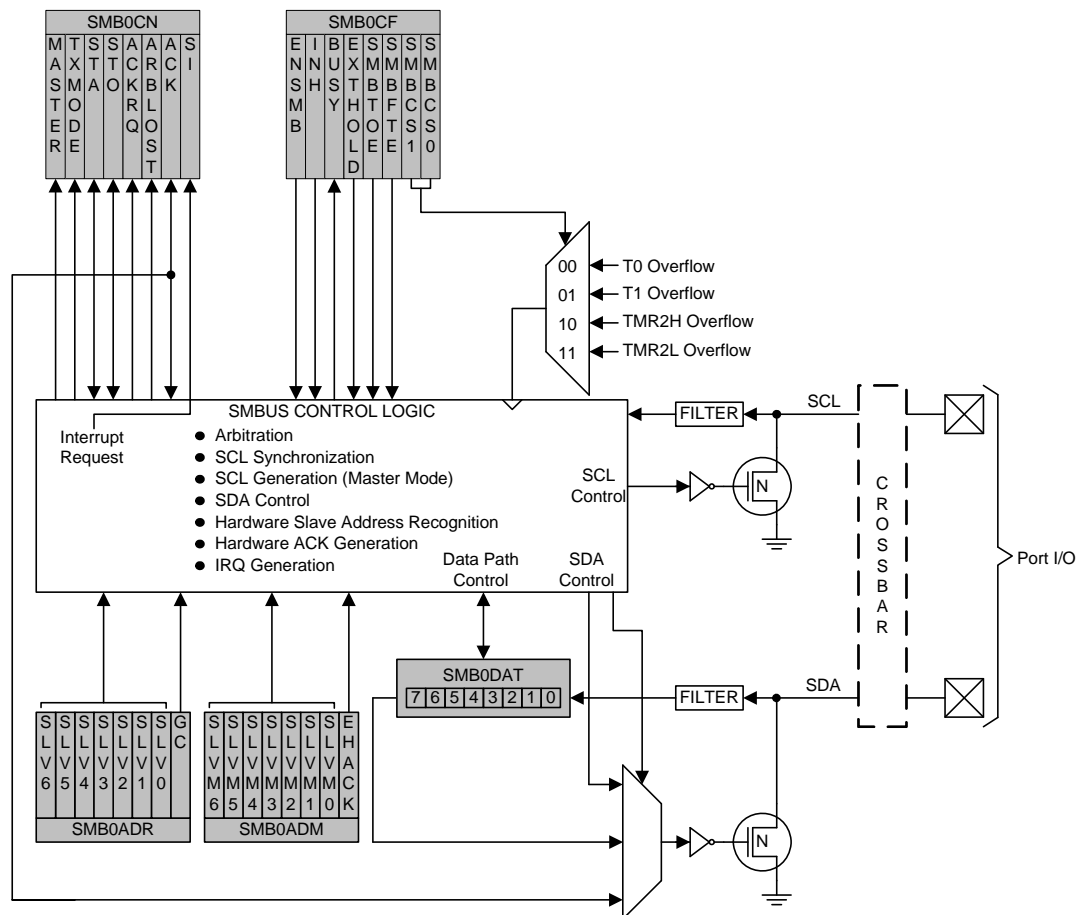 SMB0CN
MASTER
TXMODE
STA
STO
ACKRQ
ARBLOST
ACK
SI
SMB0CF
ENSMB
INH
BUSY
EXTHOLD
SMBTOE
SMBFTE
SMBCS1
SMBCS0
00
T0 Overflow
01
T1 Overflow
10
TMR2H Overflow
11
TMR2L Overflow
SMBUS CONTROL LOGIC
Interrupt
Request
● Arbitration
● SCL Synchronization
● SCL Generation (Master Mode)
● SDA Control
● Hardware Slave Address Recognition
● Hardware ACK Generation
● IRQ Generation
SCL
Control
Data Path
Control
SDA
Control
FILTER
SCL
N
CROSSBAR
Port I/O
SMB0DAT
7 6 5 4 3 2 1 0
FILTER
SDA
N
SLV6
SLV5
SLV4
SLV3
SLV2
SLV1
SLV0
GC
SMB0ADR
SLVM6
SLVM5
SLVM4
SLVM3
SLVM2
SLVM1
SLVM0
EHACK
SMB0ADM